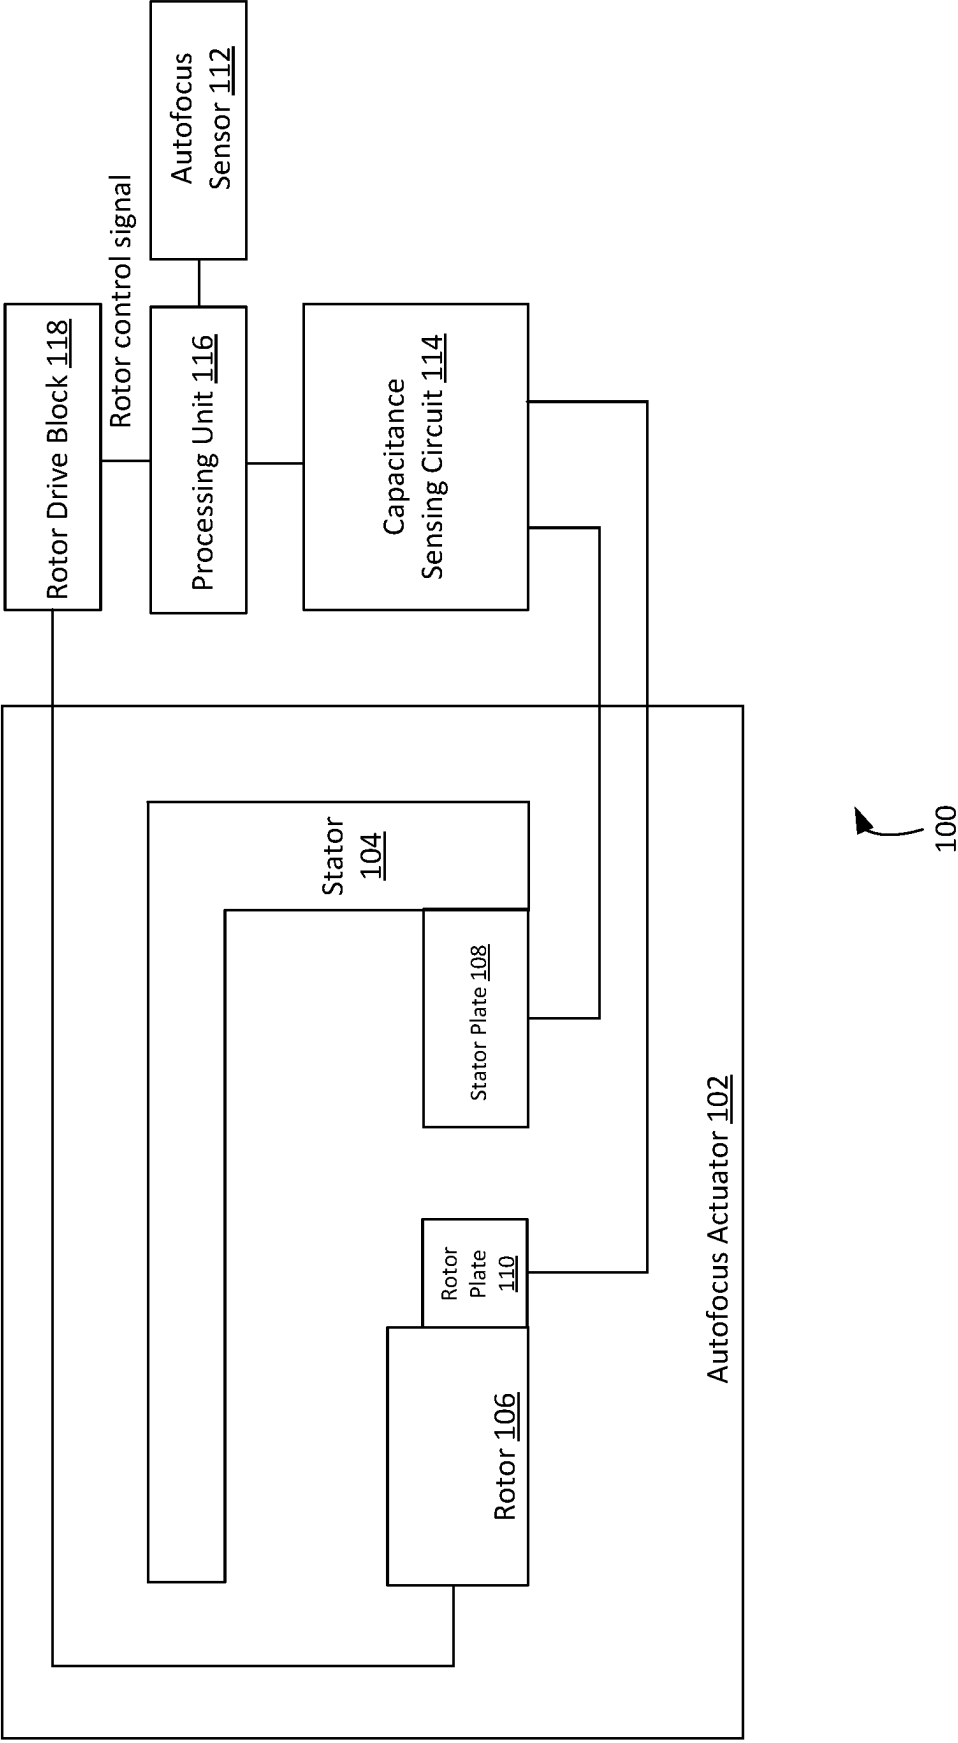 Rotor Drive Block 118
Rotor control signal
Autofocus
Sensor 112
Processing Unit 116
Capacitance
Sensing Circuit 114
Stator
104
Stator Plate 108
Rotor
Plate
110
Rotor 106
Autofocus Actuator 102
100